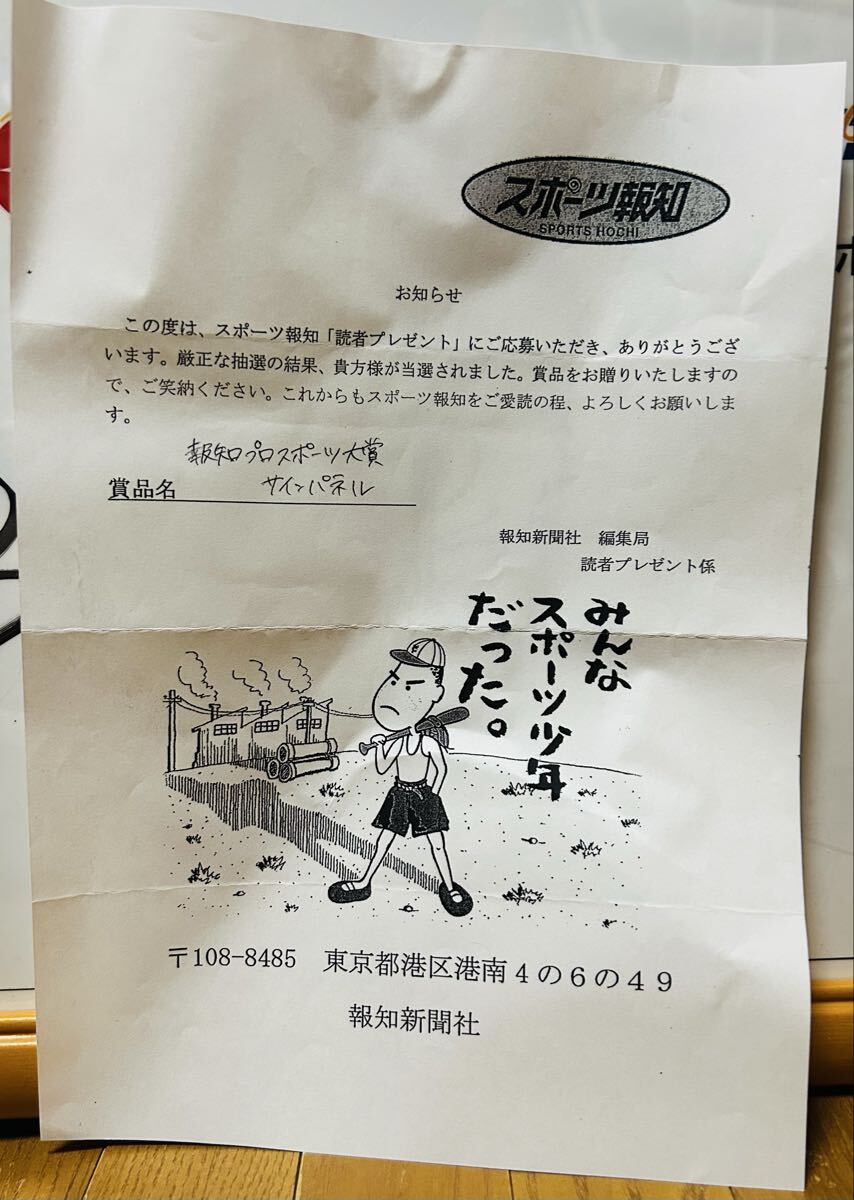 スポーツ報知
SPORTS HOCHI
お知らせ
この度は、スポーツ報知「読者プレゼント」にご応募いただき、ありがとうござ
います。厳正な抽選の結果、貴方様が当選されました。賞品をお贈りいたしますの
で、ご笑納ください。これからもスポーツ報知をご愛読の程、よろしくお願いしま
す。
報知プロスポーツ大賞
賞品名 サインパネル
報知新聞社 編集局
読者プレゼント係
みんな
スポーツ少年
だった。
〒108-8485 東京都港区港南4の6の49
報知新聞社